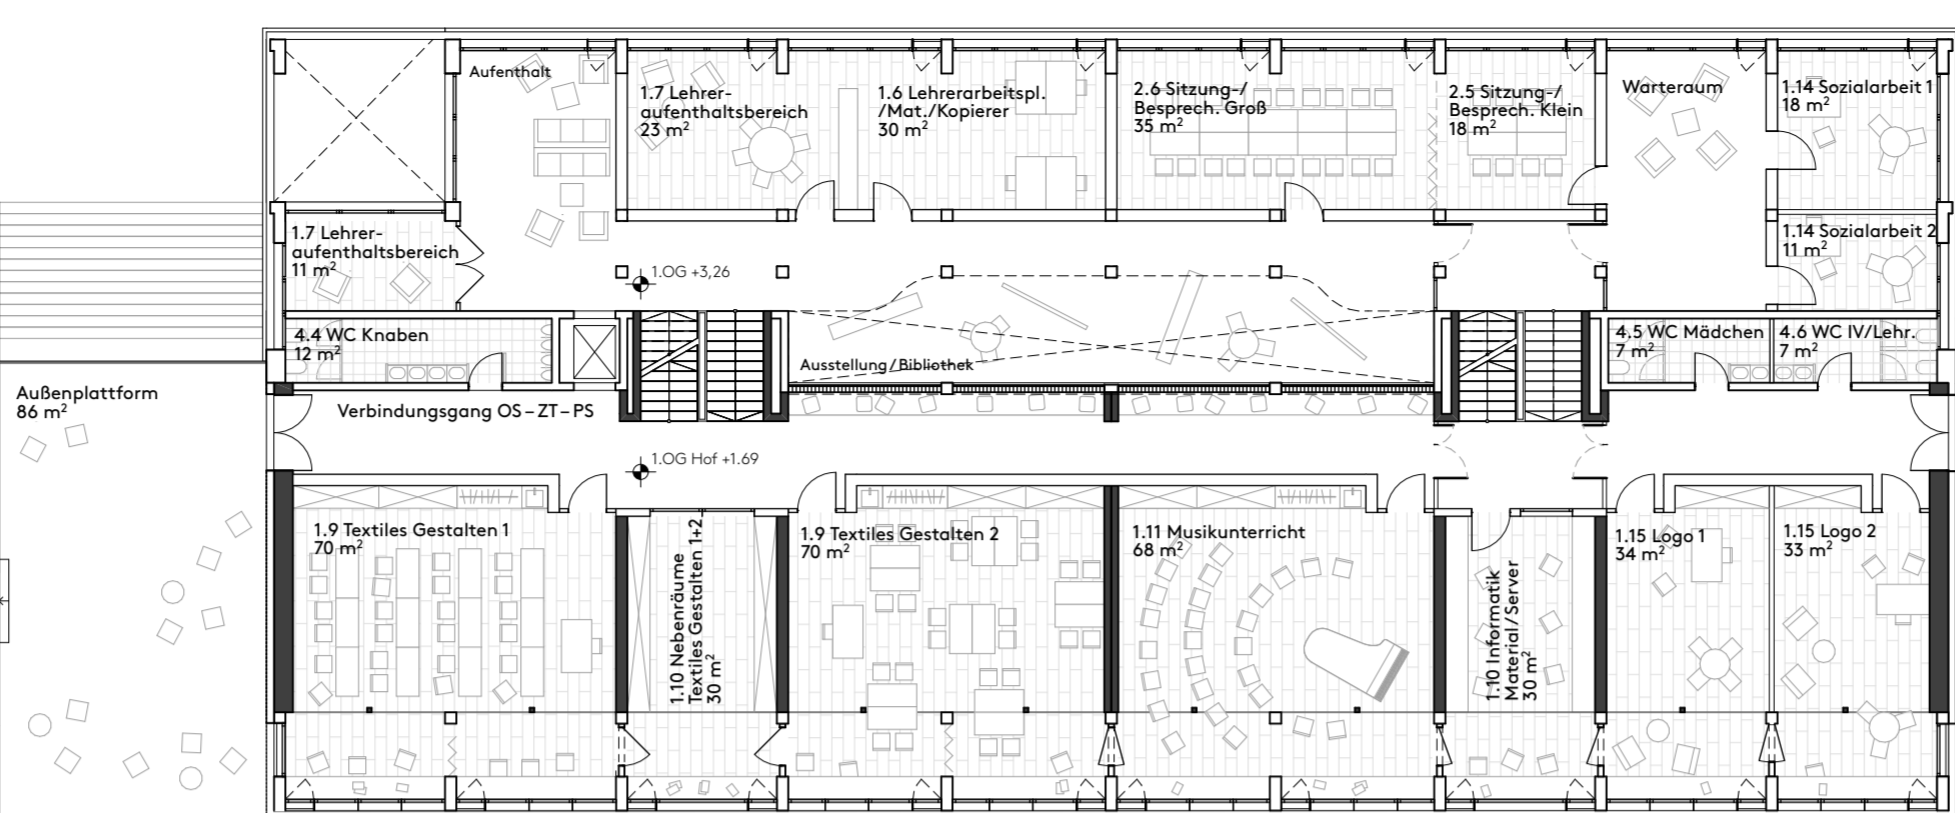 Aufenthalt
1.7 Lehrer-
aufenthaltsbereich
23 m²
1.6 Lehrerarbeitspl.
/Mat./Kopierer
30 m²
2.6 Sitzung-/
Besprech. Groß
35 m²
2.5 Sitzung-/
Besprech. Klein
18 m²
Warteraum
1.14 Sozialarbeit 1
18 m²
1.7 Lehrer-
aufenthaltsbereich
11 m²
1.14 Sozialarbeit 2
11 m²
1.OG +3,26
4.4 WC Knaben
12 m²
Ausstellung/Bibliothek
4.5 WC Mädchen
7 m²
4.6 WC IV/Lehr.
7 m²
Außenplattform
86 m²
Verbindungsgang OS – ZT – PS
1.OG Hof +1.69
1.9 Textiles Gestalten 1
70 m²
1.10 Nebenräume
Textiles Gestalten 1+2
30 m²
1.9 Textiles Gestalten 2
70 m²
1.11 Musikunterricht
68 m²
1.10 Informatik
Material/Server
30 m²
1.15 Logo 1
34 m²
1.15 Logo 2
33 m²